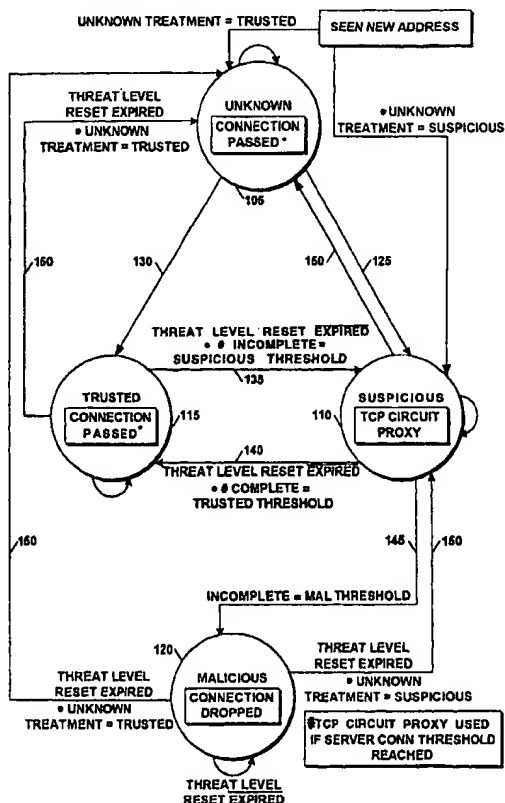 UNKNOWN TREATMENT = TRUSTED
SEEN NEW ADDRESS
THREAT LEVEL
RESET EXPIRED
• UNKNOWN
TREATMENT = TRUSTED
UNKNOWN
CONNECTION
PASSED*
• UNKNOWN
TREATMENT = SUSPICIOUS
105
150
130
150
125
THREAT LEVEL RESET EXPIRED
• # INCOMPLETE =
SUSPICIOUS THRESHOLD
135
TRUSTED
CONNECTION
PASSED*
115
110
SUSPICIOUS
TCP CIRCUIT
PROXY
140
THREAT LEVEL RESET EXPIRED
• # COMPLETE =
TRUSTED THRESHOLD
150
145
150
INCOMPLETE = MAL THRESHOLD
120
THREAT LEVEL
RESET EXPIRED
• UNKNOWN
TREATMENT = TRUSTED
MALICIOUS
CONNECTION
DROPPED
THREAT LEVEL
RESET EXPIRED
• UNKNOWN
TREATMENT = SUSPICIOUS
TCP CIRCUIT PROXY USED
IF SERVER CONN THRESHOLD
REACHED
THREAT LEVEL
RESET EXPIRED